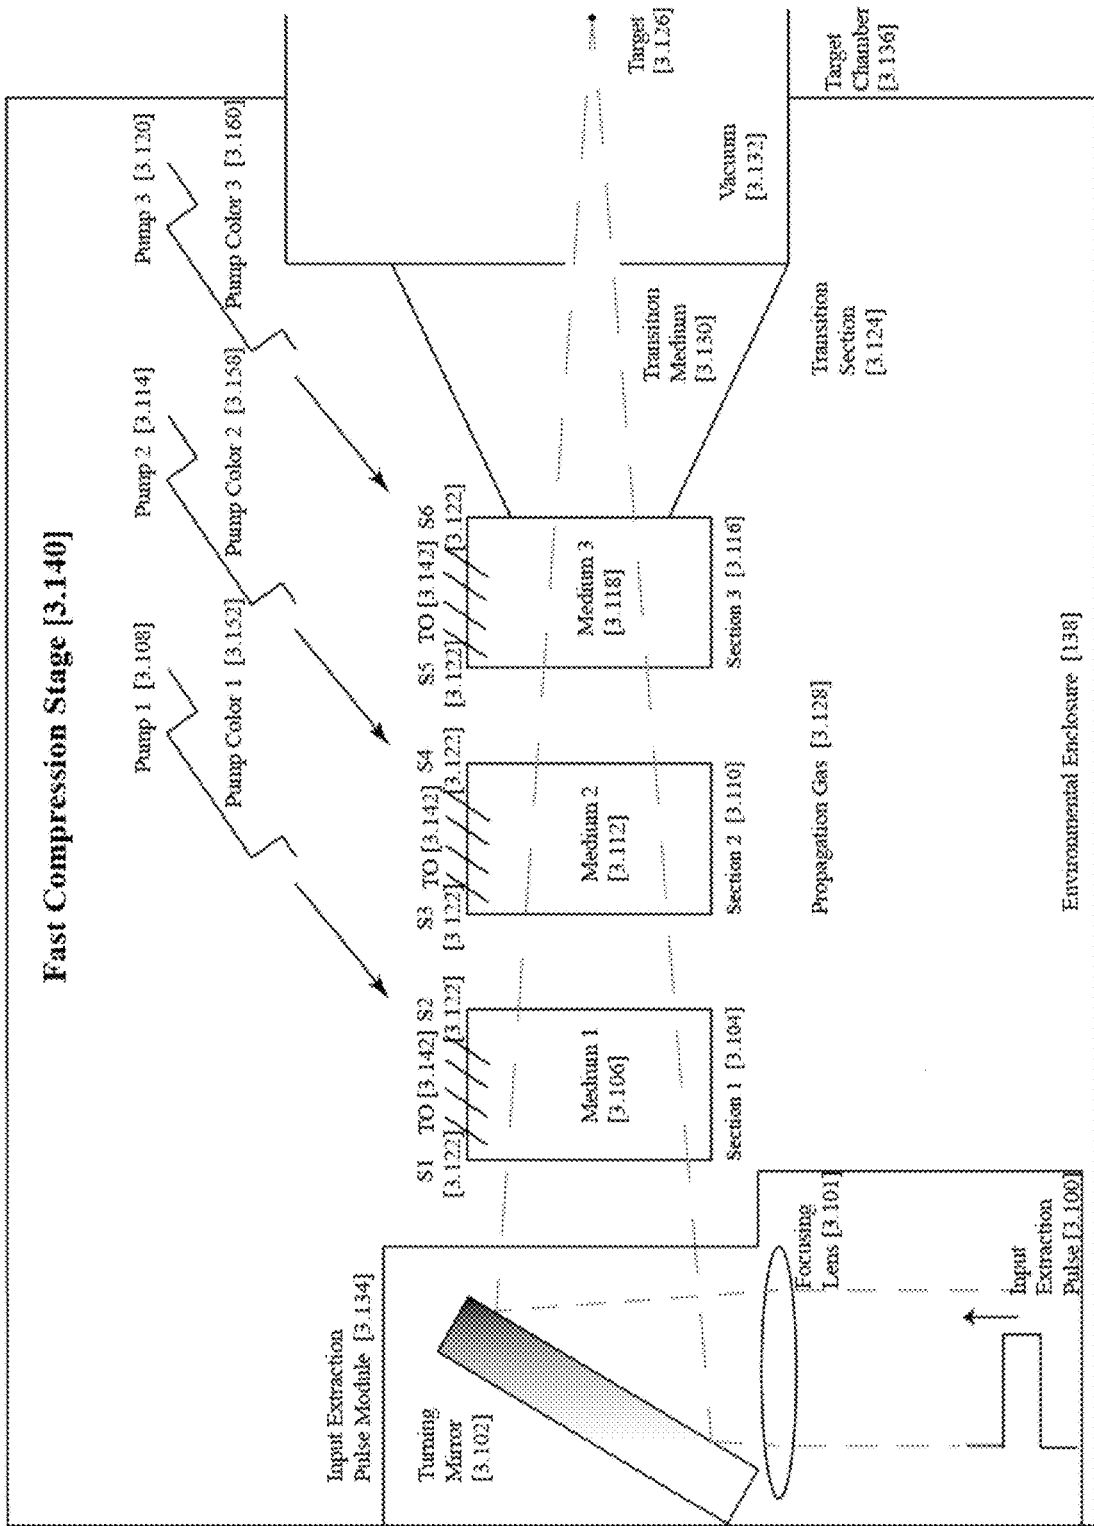 Fast Compression Stage [3.140]
Pump 1 [3.108]
Pump 2 [3.114]
Pump 3 [3.120]
Pump Color 1 [3.152]
Pump Color 2 [3.158]
Pump Color 3 [3.160]
Input Extraction
Pulse Module [3.134]
Turning
Mirror
[3.102]
S1 TO [3.142] S2
[3.122] [3.122]
S3 TO [3.142] S4
[3.122] [3.122]
S5 TO [3.142] S6
[3.122] [3.122]
Medium 1
[3.106]
Medium 2
[3.112]
Medium 3
[3.118]
Section 1 [3.104]
Section 2 [3.110]
Section 3 [3.116]
Transition
Medium
[3.130]
Target
[3.126]
Vacuum
[3.132]
Transition
Section
[3.124]
Target
Chamber
[3.136]
Focusing
Lens [3.101]
Propagation Gas [3.128]
Input
Extraction
Pulse [3.100]
Environmental Enclosure [138]